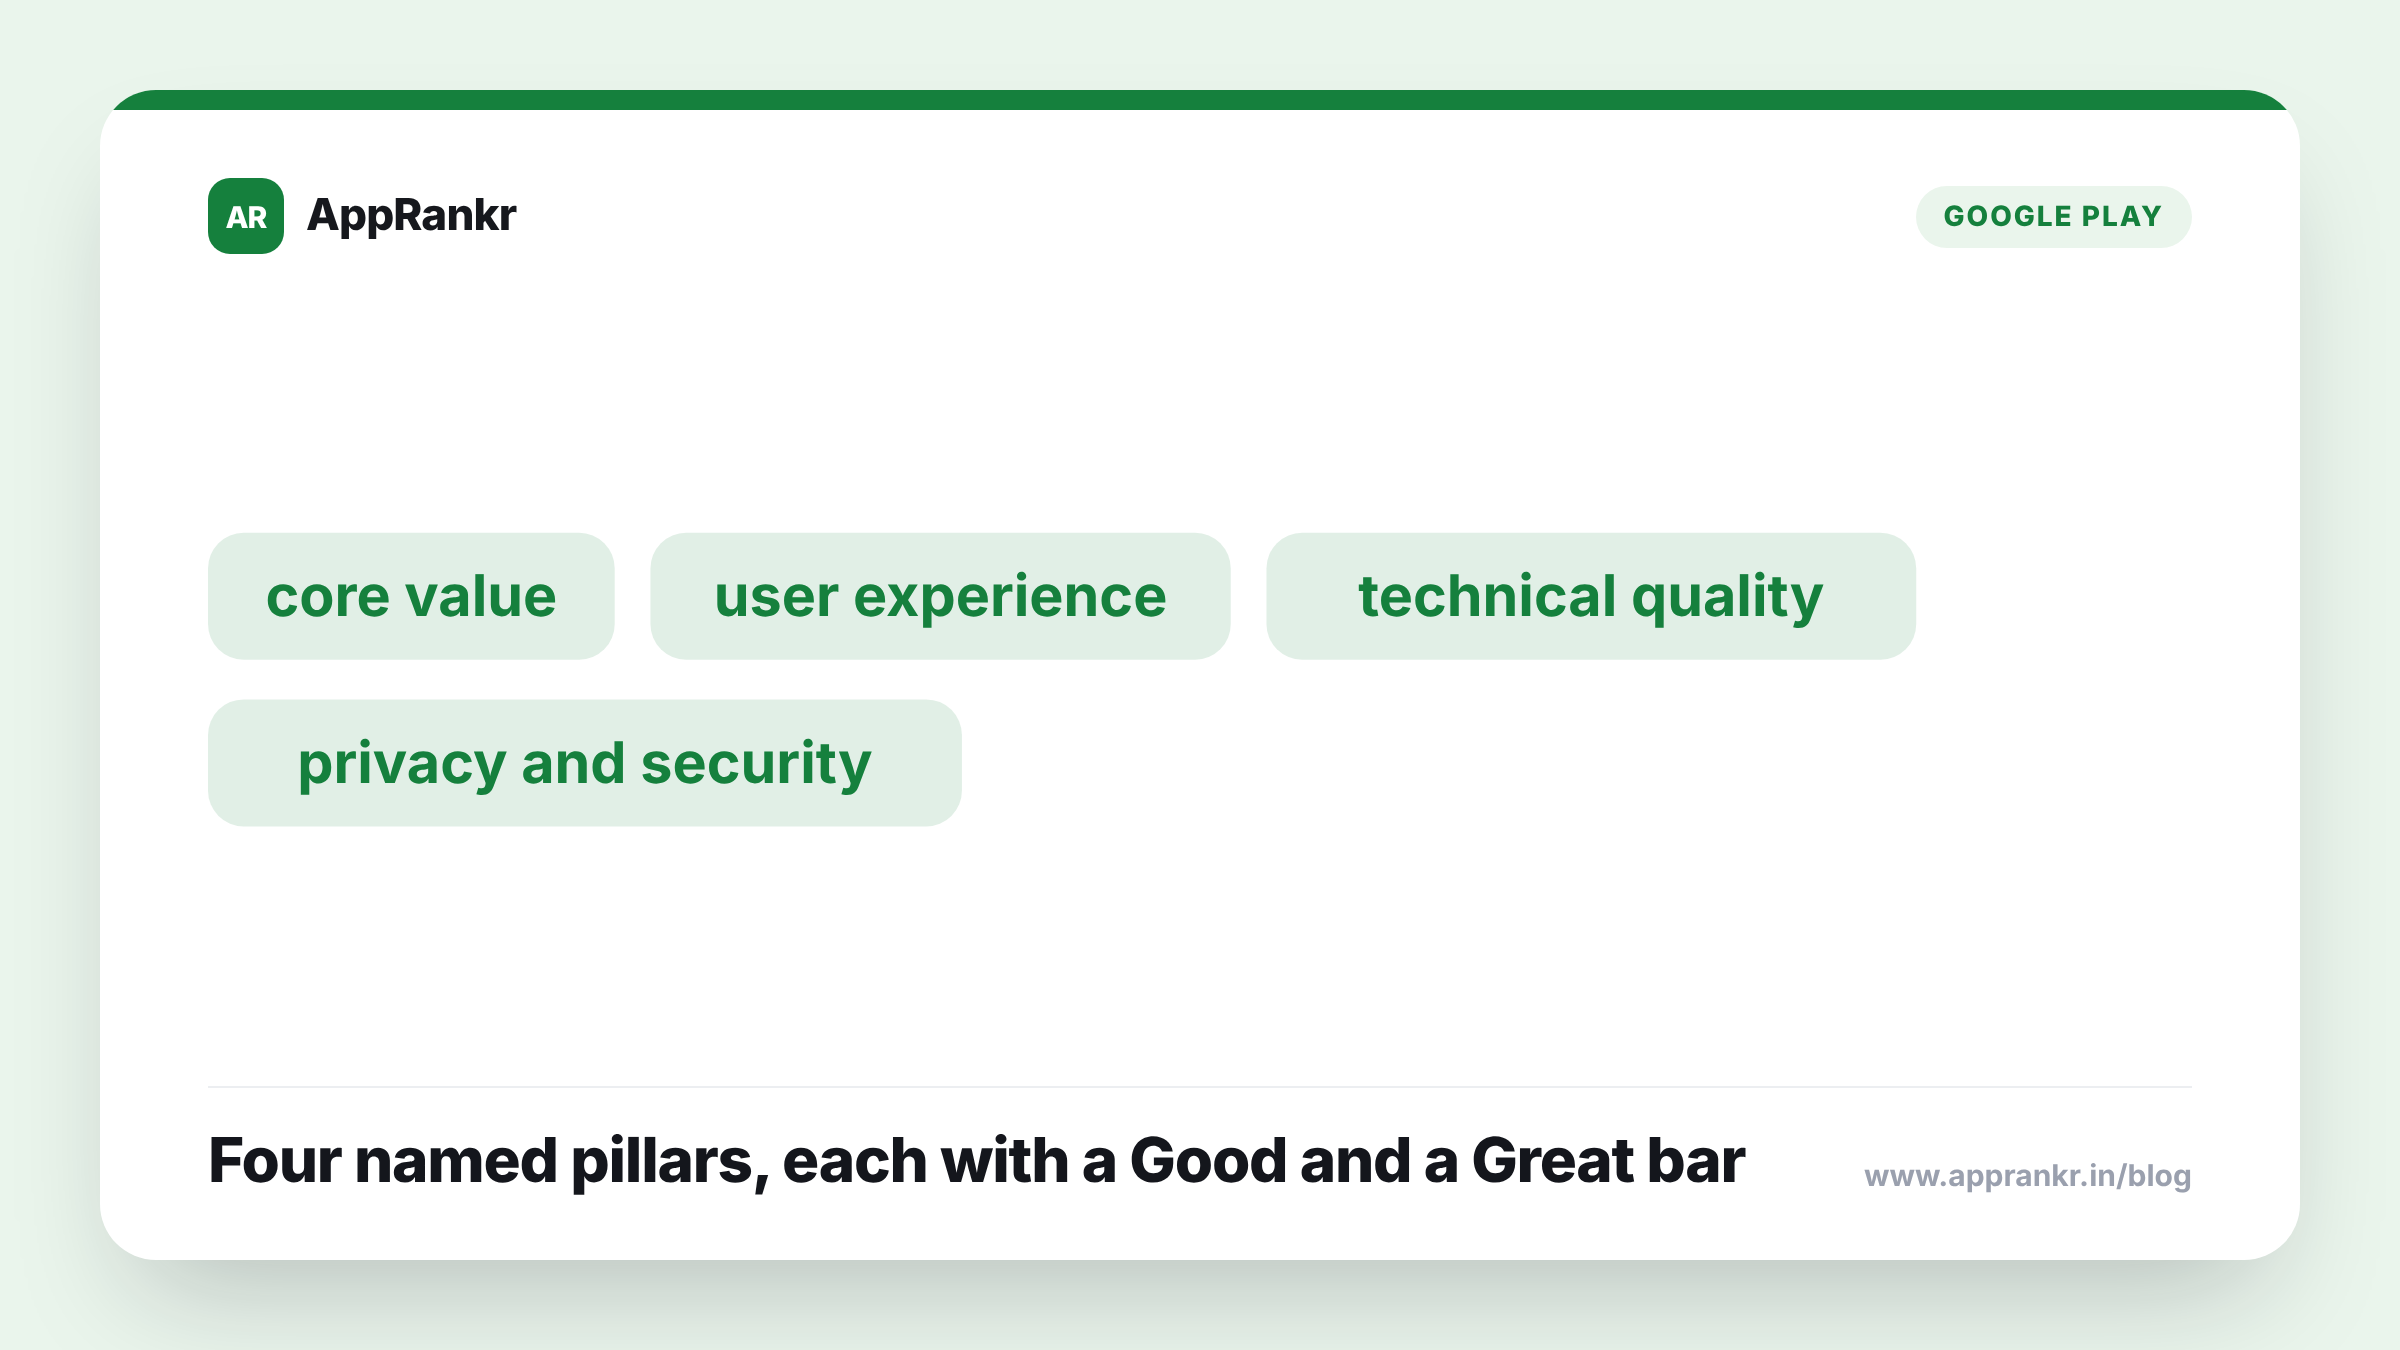 AR AppRankr
GOOGLE PLAY
core value user experience technical quality
privacy and security
Four named pillars, each with a Good and a Great bar
www.apprankr.in/blog